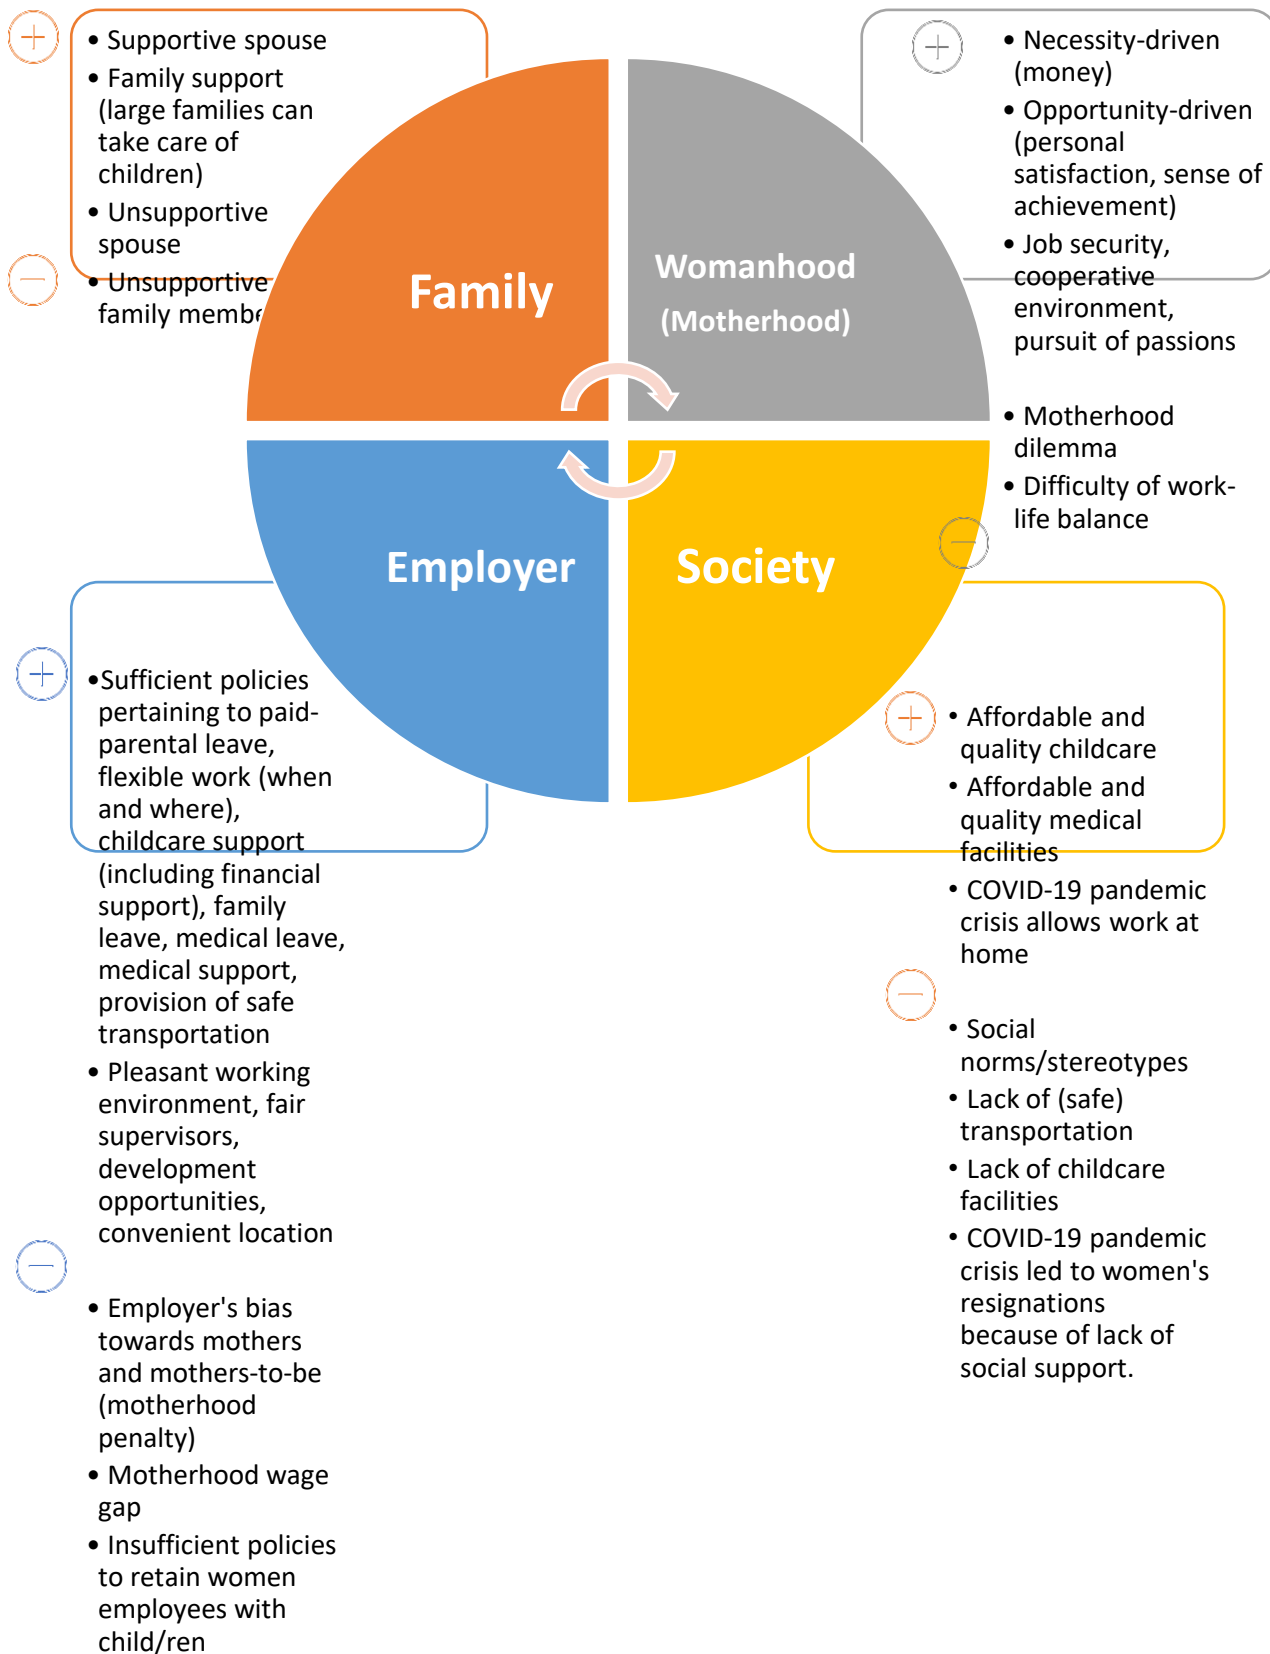 • Supportive spouse
• Family support
(large families can
take care of
children)
• Unsupportive
spouse
• Unsupportive
family membe
Family
Womanhood
(Motherhood)
• Necessity-driven
(money)
• Opportunity-driven
(personal
satisfaction, sense of
achievement)
• Job security,
cooperative
environment,
pursuit of passions
• Motherhood
dilemma
• Difficulty of work-
life balance
Employer
Society
•Sufficient policies
pertaining to paid-
parental leave,
flexible work (when
and where),
childcare support
(including financial
support), family
leave, medical leave,
medical support,
provision of safe
transportation
• Pleasant working
environment, fair
supervisors,
development
opportunities,
convenient location
• Employer's bias
towards mothers
and mothers-to-be
(motherhood
penalty)
• Motherhood wage
gap
• Insufficient policies
to retain women
employees with
child/ren
• Affordable and
quality childcare
• Affordable and
quality medical
facilities
• COVID-19 pandemic
crisis allows work at
home
• Social
norms/stereotypes
• Lack of (safe)
transportation
• Lack of childcare
facilities
• COVID-19 pandemic
crisis led to women's
resignations
because of lack of
social support.